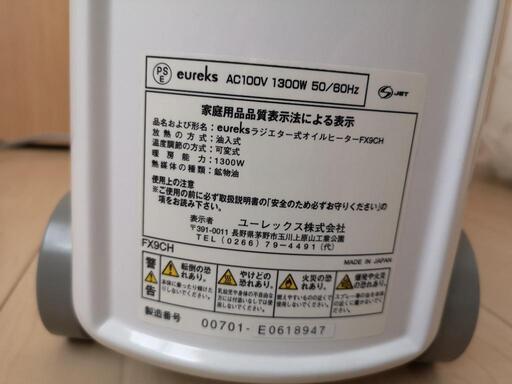 PS
E
eureks AC100V 1300W 50/60Hz
JET
家庭用品品質表示法による表示
品名および形名：eureksラジエター式オイルヒーターFX9CH
放熱の方式：油入式
温度調節の方式：可変式
暖房能力：1300W
熱媒体の種類：鉱物油
使用上の注意
※ご使用の前に必ず取扱説明書の「安全のため必ずお守りください」の項をお読み下さい。
表示者 ユーレックス株式会社
〒391-0011 長野県茅野市玉川上原山工業公園
TEL (0266) 79-4491（代）
FX9CH
MADE IN JAPAN
警告
転倒の恐れあり。
やけどの恐れあり。
火災の恐れあり。
爆発や火災の恐れあり。
製造番号 00701- E0618947